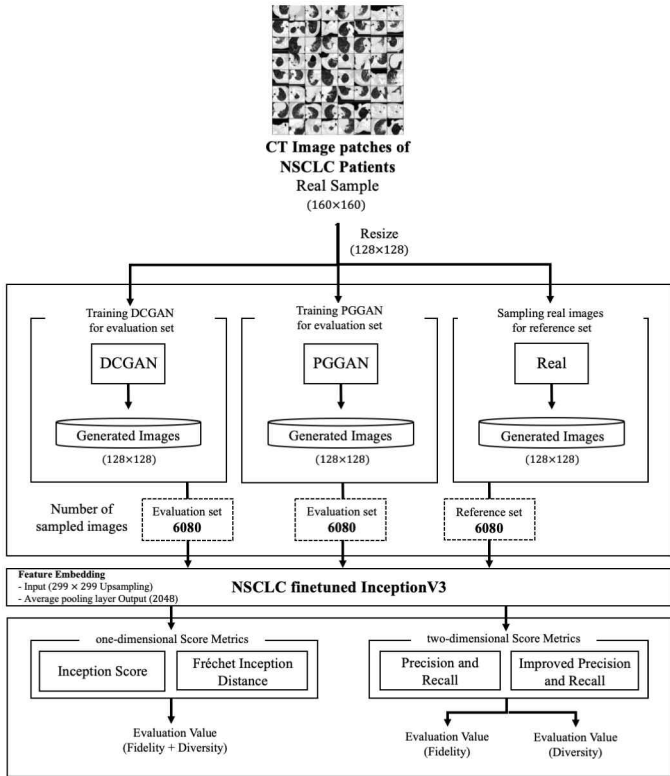 CT Image patches of
NSCLC Patients
Real Sample
(160×160)
Resize
(128×128)
Training DCGAN
for evaluation set
DCGAN
Generated Images
(128×128)
Training PGGAN
for evaluation set
PGGAN
Generated Images
(128×128)
Sampling real images
for reference set
Real
Generated Images
(128×128)
Number of
sampled images
Evaluation set
6080
Evaluation set
6080
Reference set
6080
Feature Embedding
- Input (299 × 299 Upsampling)
- Average pooling layer Output (2048)
NSCLC finetuned InceptionV3
one-dimensional Score Metrics
Inception Score
Fréchet Inception
Distance
Evaluation Value
(Fidelity + Diversity)
two-dimensional Score Metrics
Precision and
Recall
Improved Precision
and Recall
Evaluation Value
(Fidelity)
Evaluation Value
(Diversity)